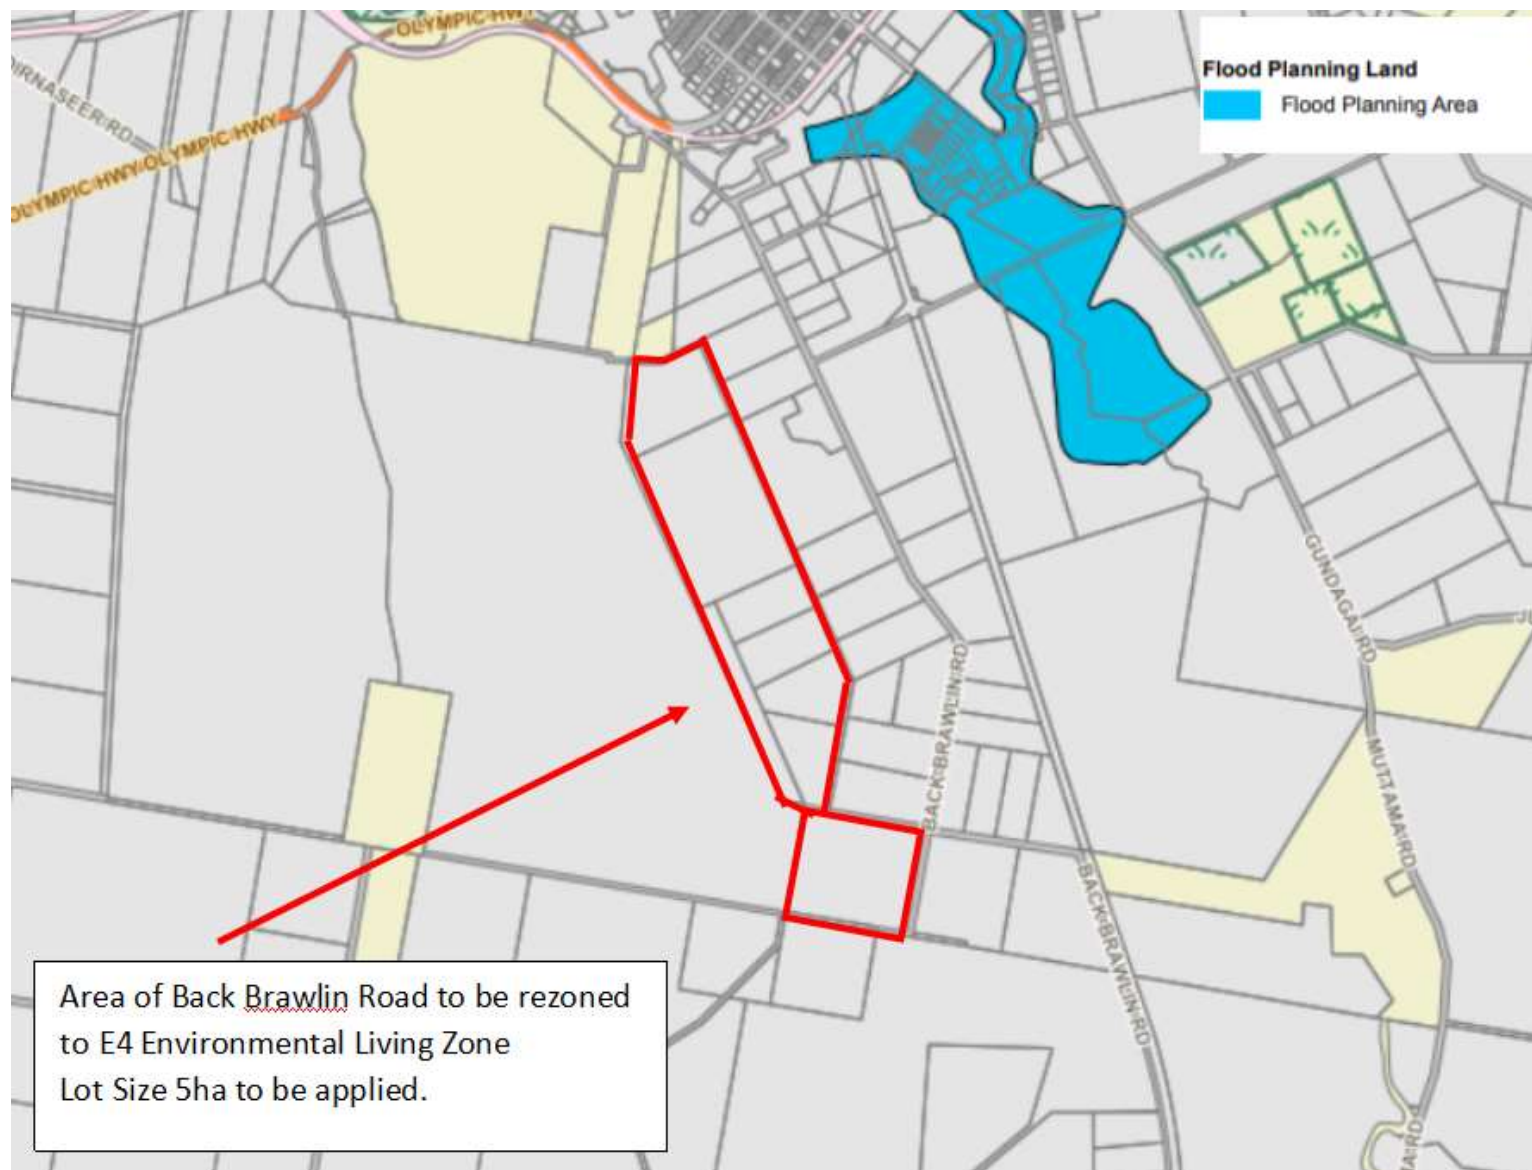 OLYMPIC HWY
DIRNASEER RD
OLYMPIC HWY OLYMPIC HWY
Flood Planning Land
Flood Planning Area
GUNDAGAI RD
BACK BRAWLIN RD
MUTTAMA RD
BACK BRAWLIN RD
Area of Back Brawlin Road to be rezoned
to E4 Environmental Living Zone
Lot Size 5ha to be applied.